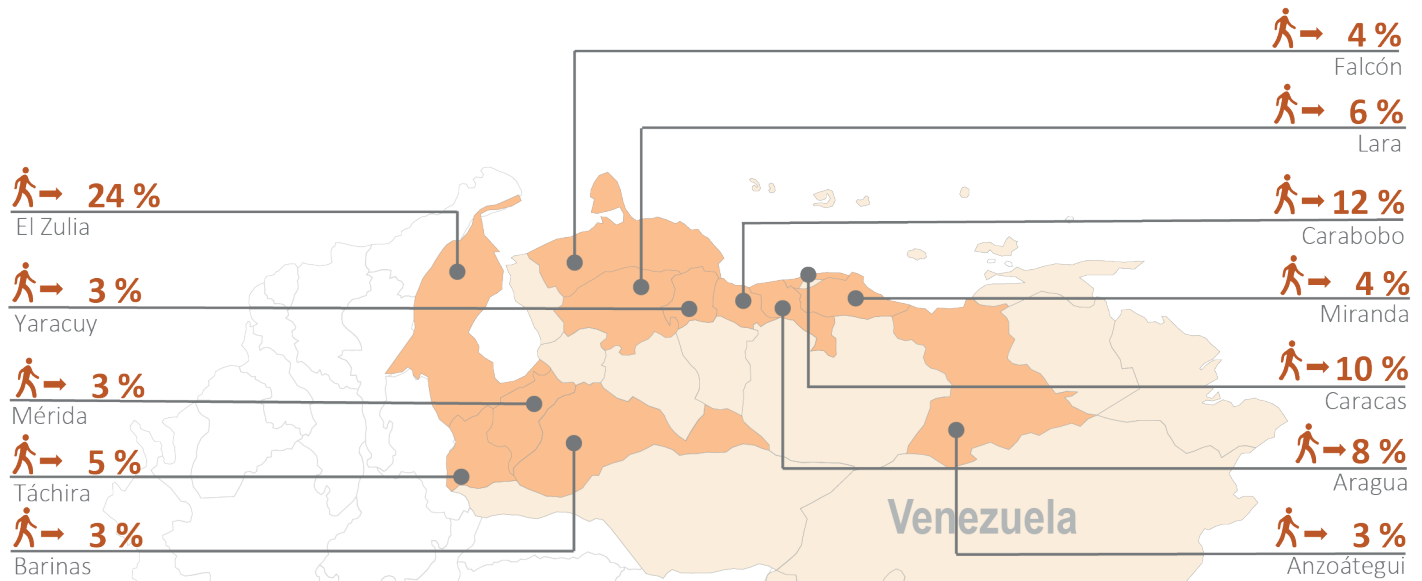 4 %
Falcón
6 %
Lara
24 %
El Zulia
12 %
Carabobo
3 %
Yaracuy
4 %
Miranda
3 %
Mérida
10 %
Caracas
5 %
Táchira
8 %
Aragua
3 %
Barinas
Venezuela
3 %
Anzoátegui